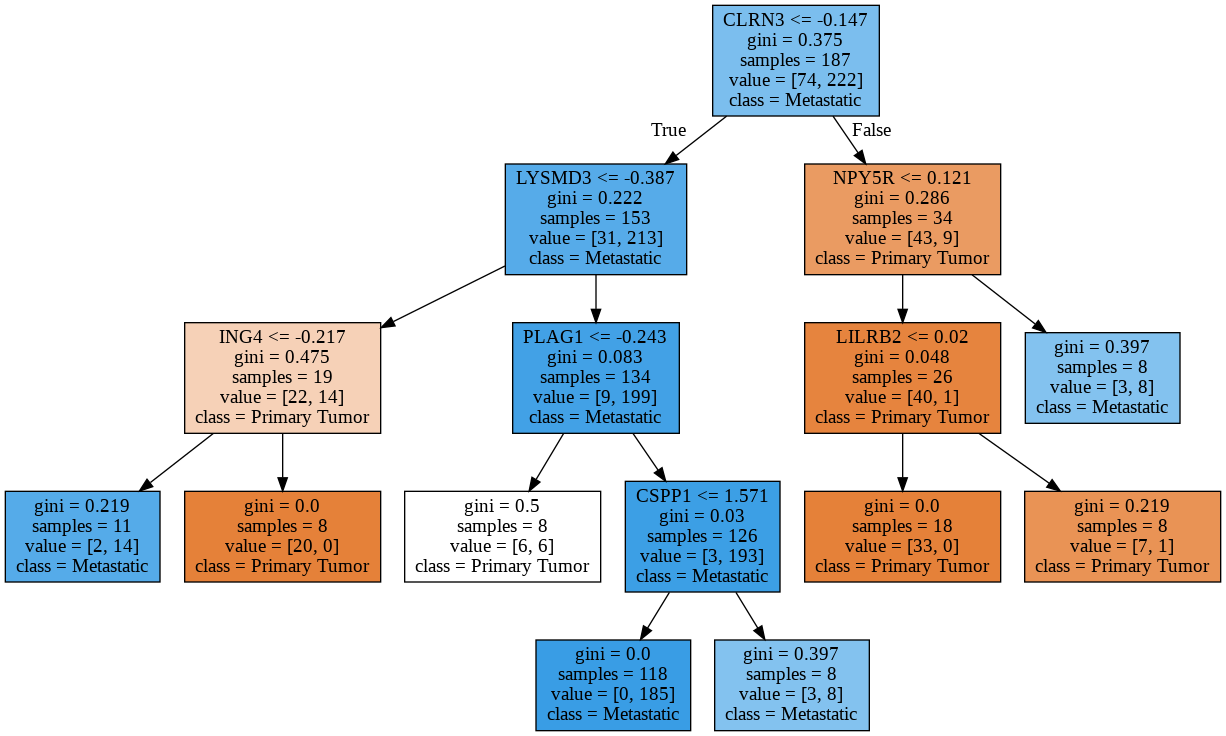 CLRN3 <= -0.147
gini = 0.375
samples = 187
value = [74, 222]
class = Metastatic
True
False
LYSMD3 <= -0.387
gini = 0.222
samples = 153
value = [31, 213]
class = Metastatic
NPY5R <= 0.121
gini = 0.286
samples = 34
value = [43, 9]
class = Primary Tumor
ING4 <= -0.217
gini = 0.475
samples = 19
value = [22, 14]
class = Primary Tumor
PLAG1 <= -0.243
gini = 0.083
samples = 134
value = [9, 199]
class = Metastatic
LILRB2 <= 0.02
gini = 0.048
samples = 26
value = [40, 1]
class = Primary Tumor
gini = 0.397
samples = 8
value = [3, 8]
class = Metastatic
gini = 0.219
samples = 11
value = [2, 14]
class = Metastatic
gini = 0.0
samples = 8
value = [20, 0]
class = Primary Tumor
gini = 0.5
samples = 8
value = [6, 6]
class = Primary Tumor
CSPP1 <= 1.571
gini = 0.03
samples = 126
value = [3, 193]
class = Metastatic
gini = 0.0
samples = 18
value = [33, 0]
class = Primary Tumor
gini = 0.219
samples = 8
value = [7, 1]
class = Primary Tumor
gini = 0.0
samples = 118
value = [0, 185]
class = Metastatic
gini = 0.397
samples = 8
value = [3, 8]
class = Metastatic